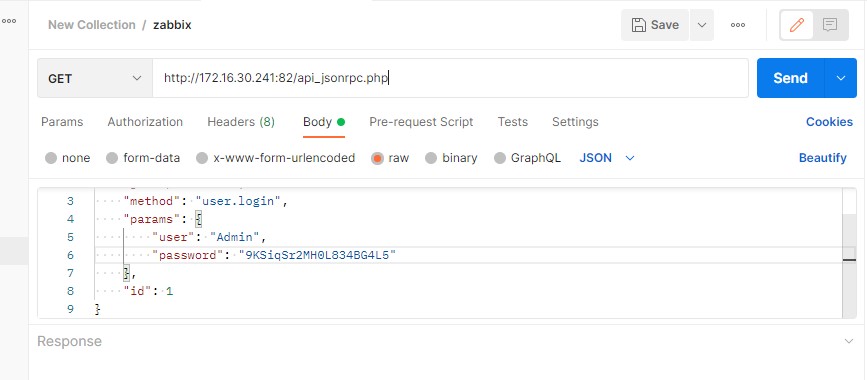 New Collection / zabbix
Save
GET
http://172.16.30.241:82/api_jsonrpc.php
Send
Params Authorization Headers (8) Body Pre-request Script Tests Settings Cookies
none form-data x-www-form-urlencoded raw binary GraphQL JSON Beautify
3 "method": "user.login",
4 "params": {
5 "user": "Admin",
6 "password": "9KSiqSr2MH0L834BG4L5"
7 },
8 "id": 1
9 }
Response